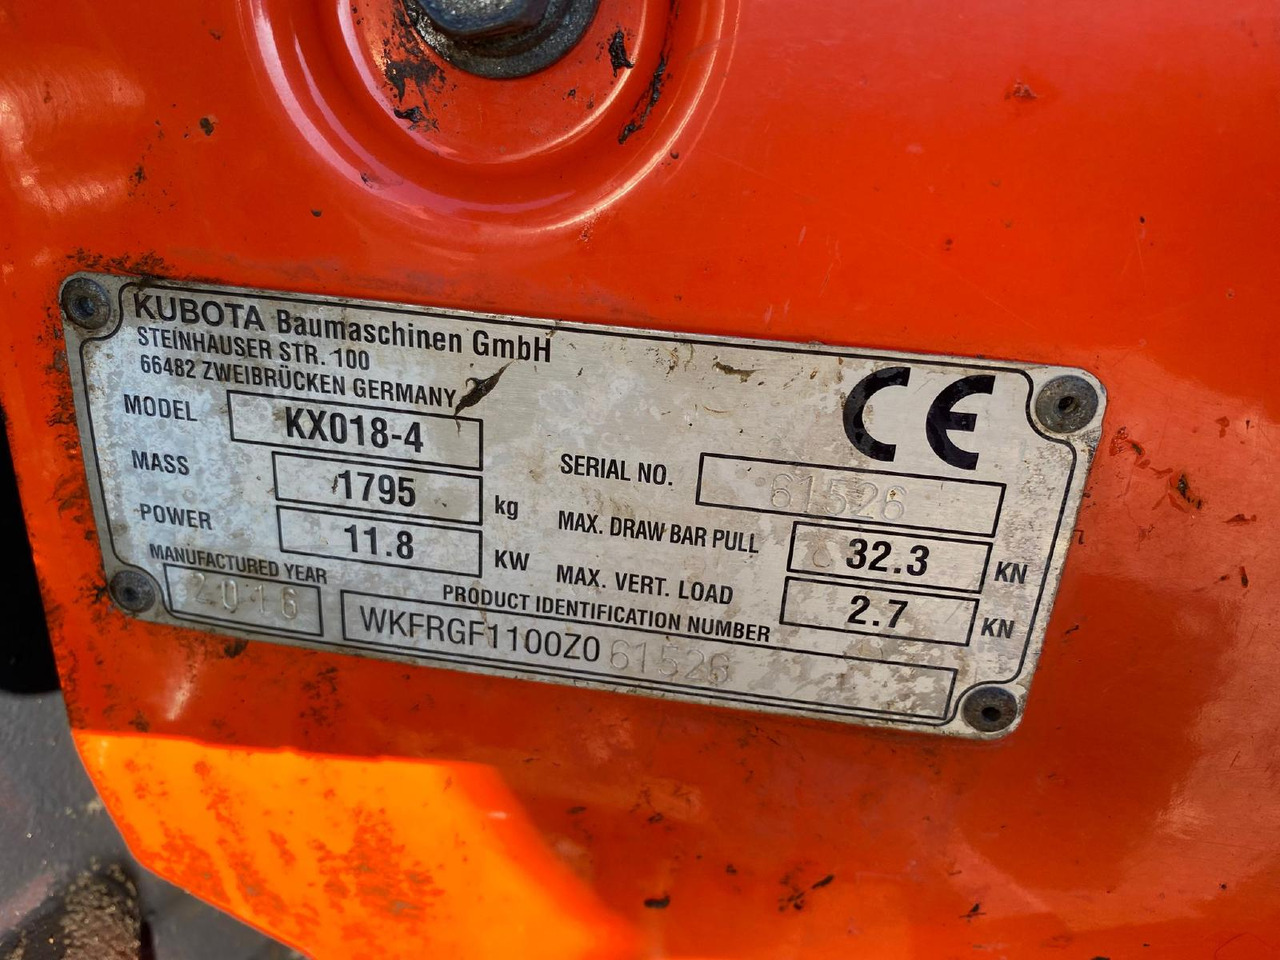 KUBOTA Baumaschinen GmbH
STEINHAUSER STR. 100
66482 ZWEIBRÜCKEN GERMANY
CE
MODEL KX018-4
MASS 1795 kg
POWER 11.8 KW
MANUFACTURED YEAR
2016
SERIAL NO. 61526
MAX. DRAW BAR PULL 32.3 KN
MAX. VERT. LOAD 2.7 KN
PRODUCT IDENTIFICATION NUMBER
WKFRGF1100Z061526